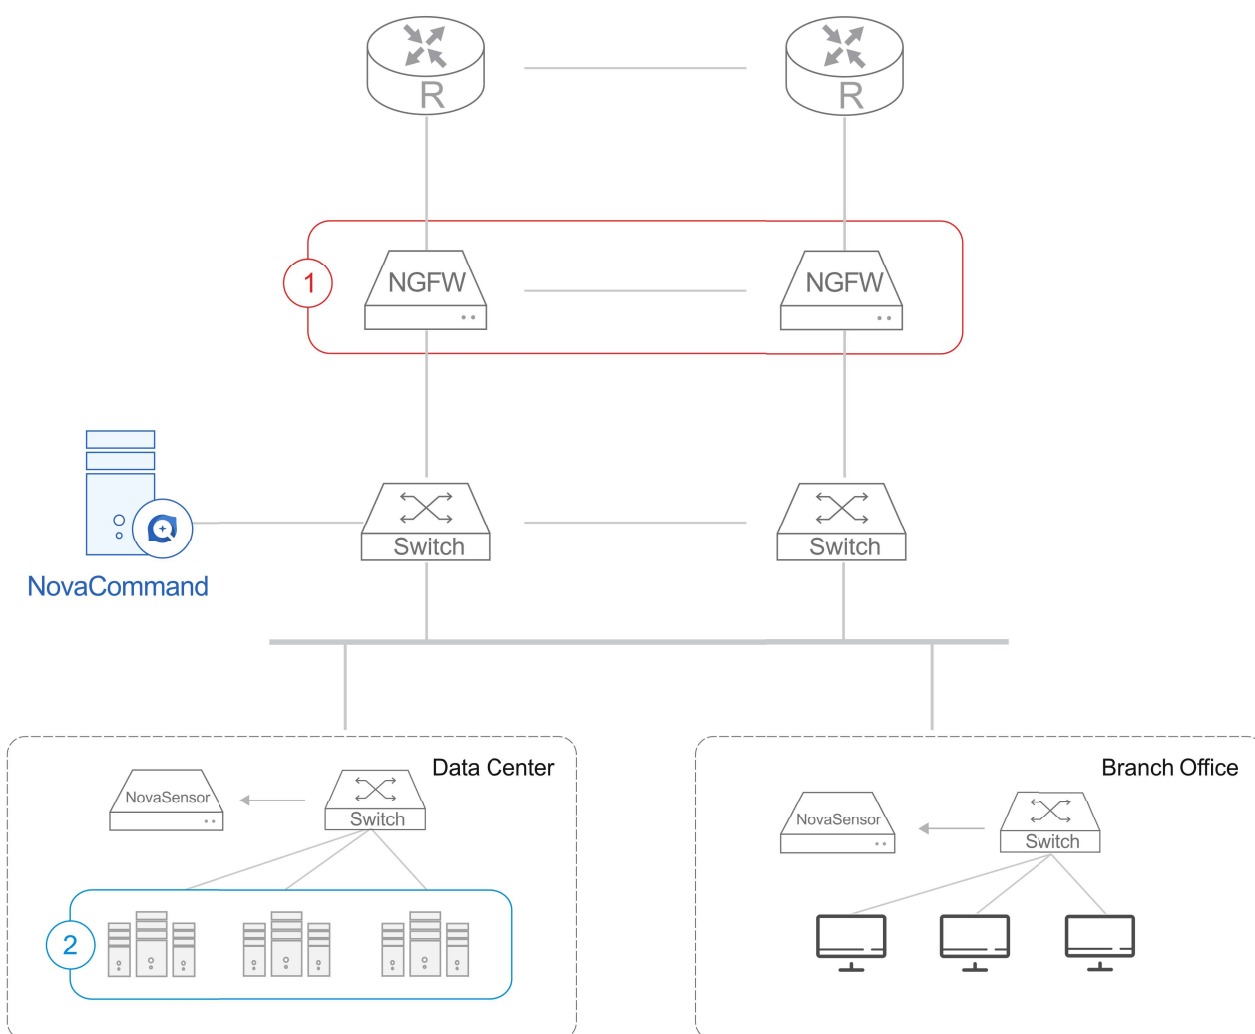 R
R
1
NGFW
NGFW
Switch
Switch
NovaCommand
Data Center
Branch Office
NovaSensor
Switch
NovaSensor
Switch
2